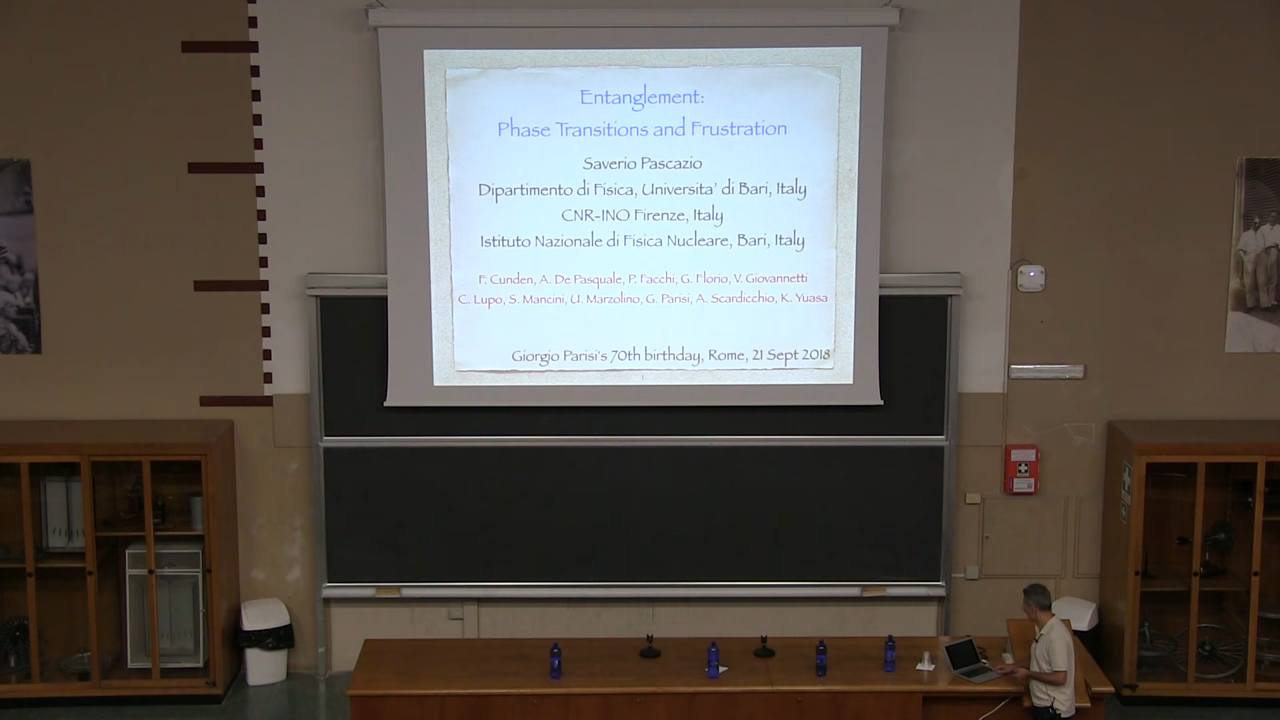 Entanglement:
Phase Transitions and Frustration
Saverio Pascazio
Dipartimento di Fisica, Universita' di Bari, Italy
CNR-INO Firenze, Italy
Istituto Nazionale di Fisica Nucleare, Bari, Italy
F. Cunden, A. De Pasquale, P. Facchi, G. Florio, V. Giovannetti
C. Lupo, S. Mancini, U. Marzolino, G. Parisi, A. Scardicchio, K. Yuasa
Giorgio Parisi's 70th birthday, Rome, 21 Sept 2018
1